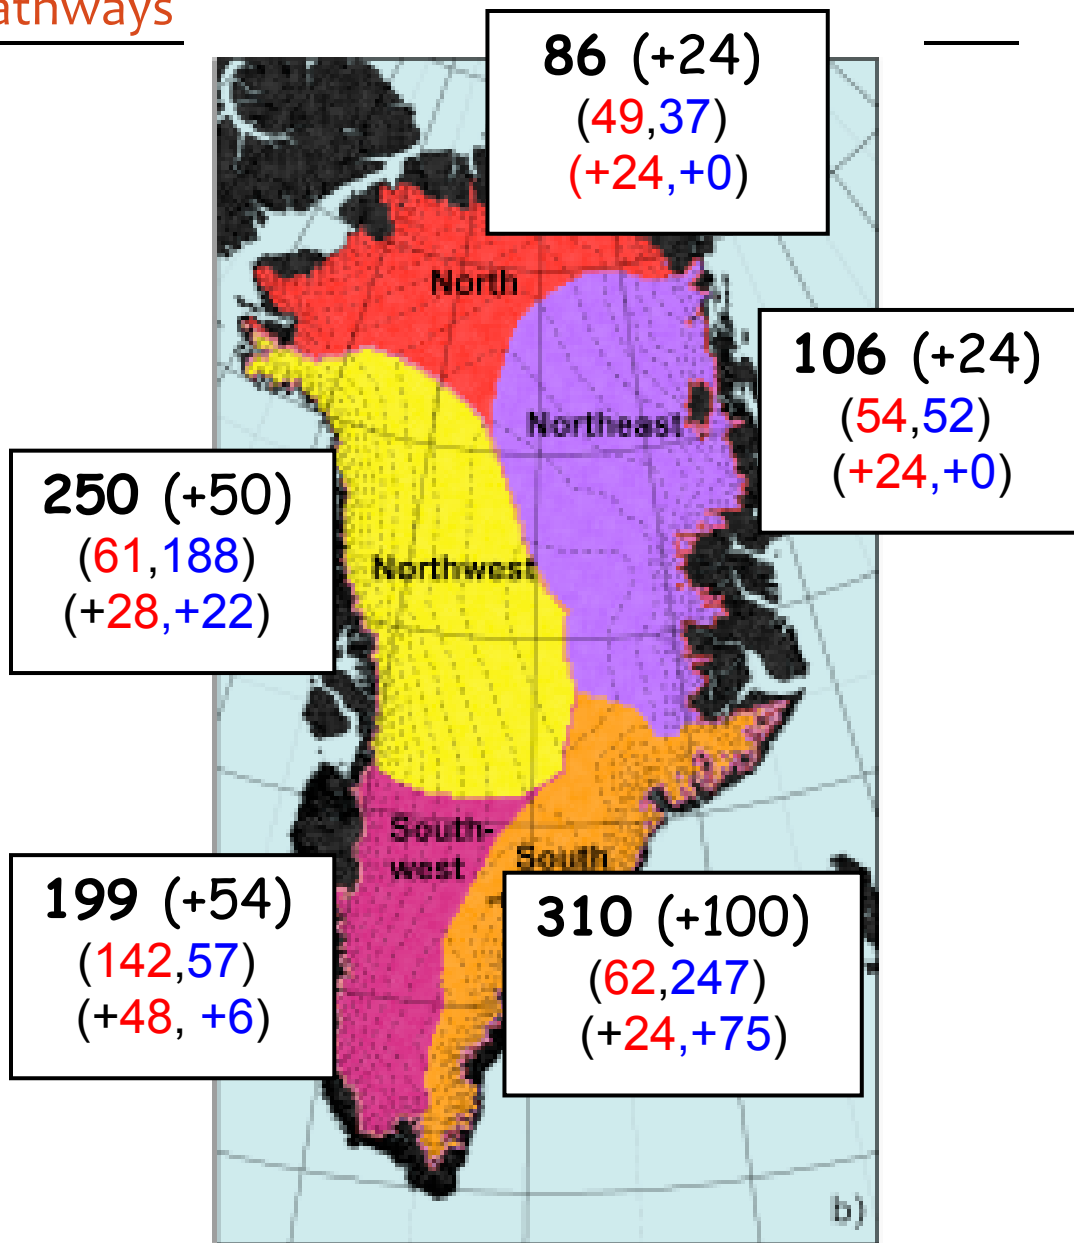 athways
86 (+24)
(49,37)
(+24,+0)
North
106 (+24)
(54,52)
(+24,+0)
Northeast
250 (+50)
(61,188)
(+28,+22)
Northwest
South-
west
South
199 (+54)
(142,57)
(+48, +6)
310 (+100)
(62,247)
(+24,+75)
b)